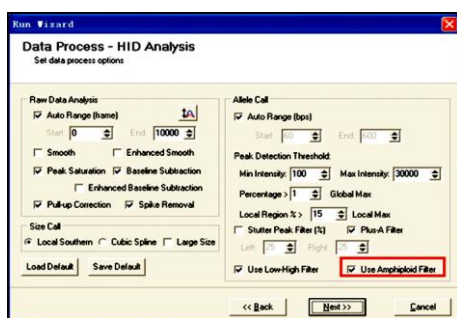 Run Wizard
Data Process - HID Analysis
Set data process options
Raw Data Analysis
Auto Range (frame)
Start: 0 End: 10000
Smooth Enhanced Smooth
Peak Saturation Baseline Subtraction
Enhanced Baseline Subtraction
Pull-up Correction Spike Removal
Size Call
Local Southern Cubic Spline Large Size
Load Default Save Default
Allele Call
Auto Range (bps)
Start: 60 End: 600
Peak Detection Threshold:
Min Intensity: 100 Max Intensity: 30000
Percentage > 1 Global Max
Local Region % > 15 Local Max
Stutter Peak Filter (%) Plus-A Filter
Left: 25 Right: 25
Use Low-High Filter Use Amphiploid Filter
<< Back Next >> Cancel